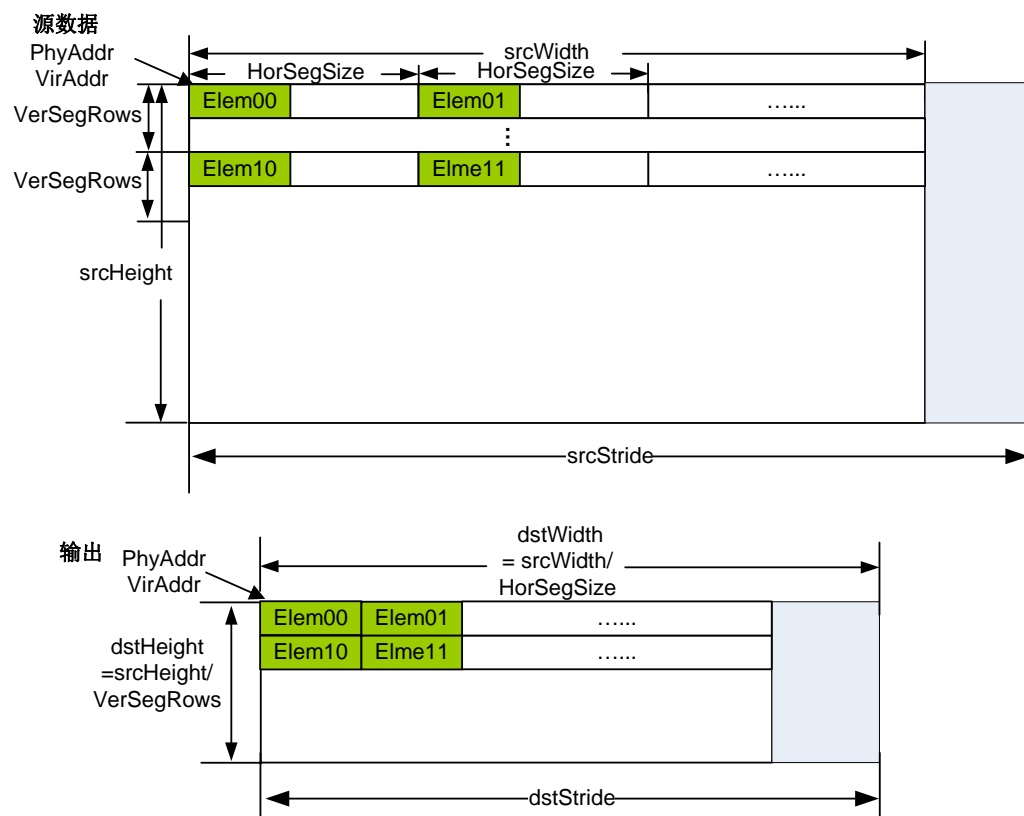 源数据
PhyAddr
VirAddr
srcWidth
HorSegSize
HorSegSize
VerSegRows
Elem00
Elem01
…...
⋮
VerSegRows
Elem10
Elme11
…...
srcHeight
srcStride
输出
PhyAddr
VirAddr
dstWidth
= srcWidth/
HorSegSize
Elem00
Elem01
…...
dstHeight
=srcHeight/
VerSegRows
Elem10
Elme11
…...
dstStride